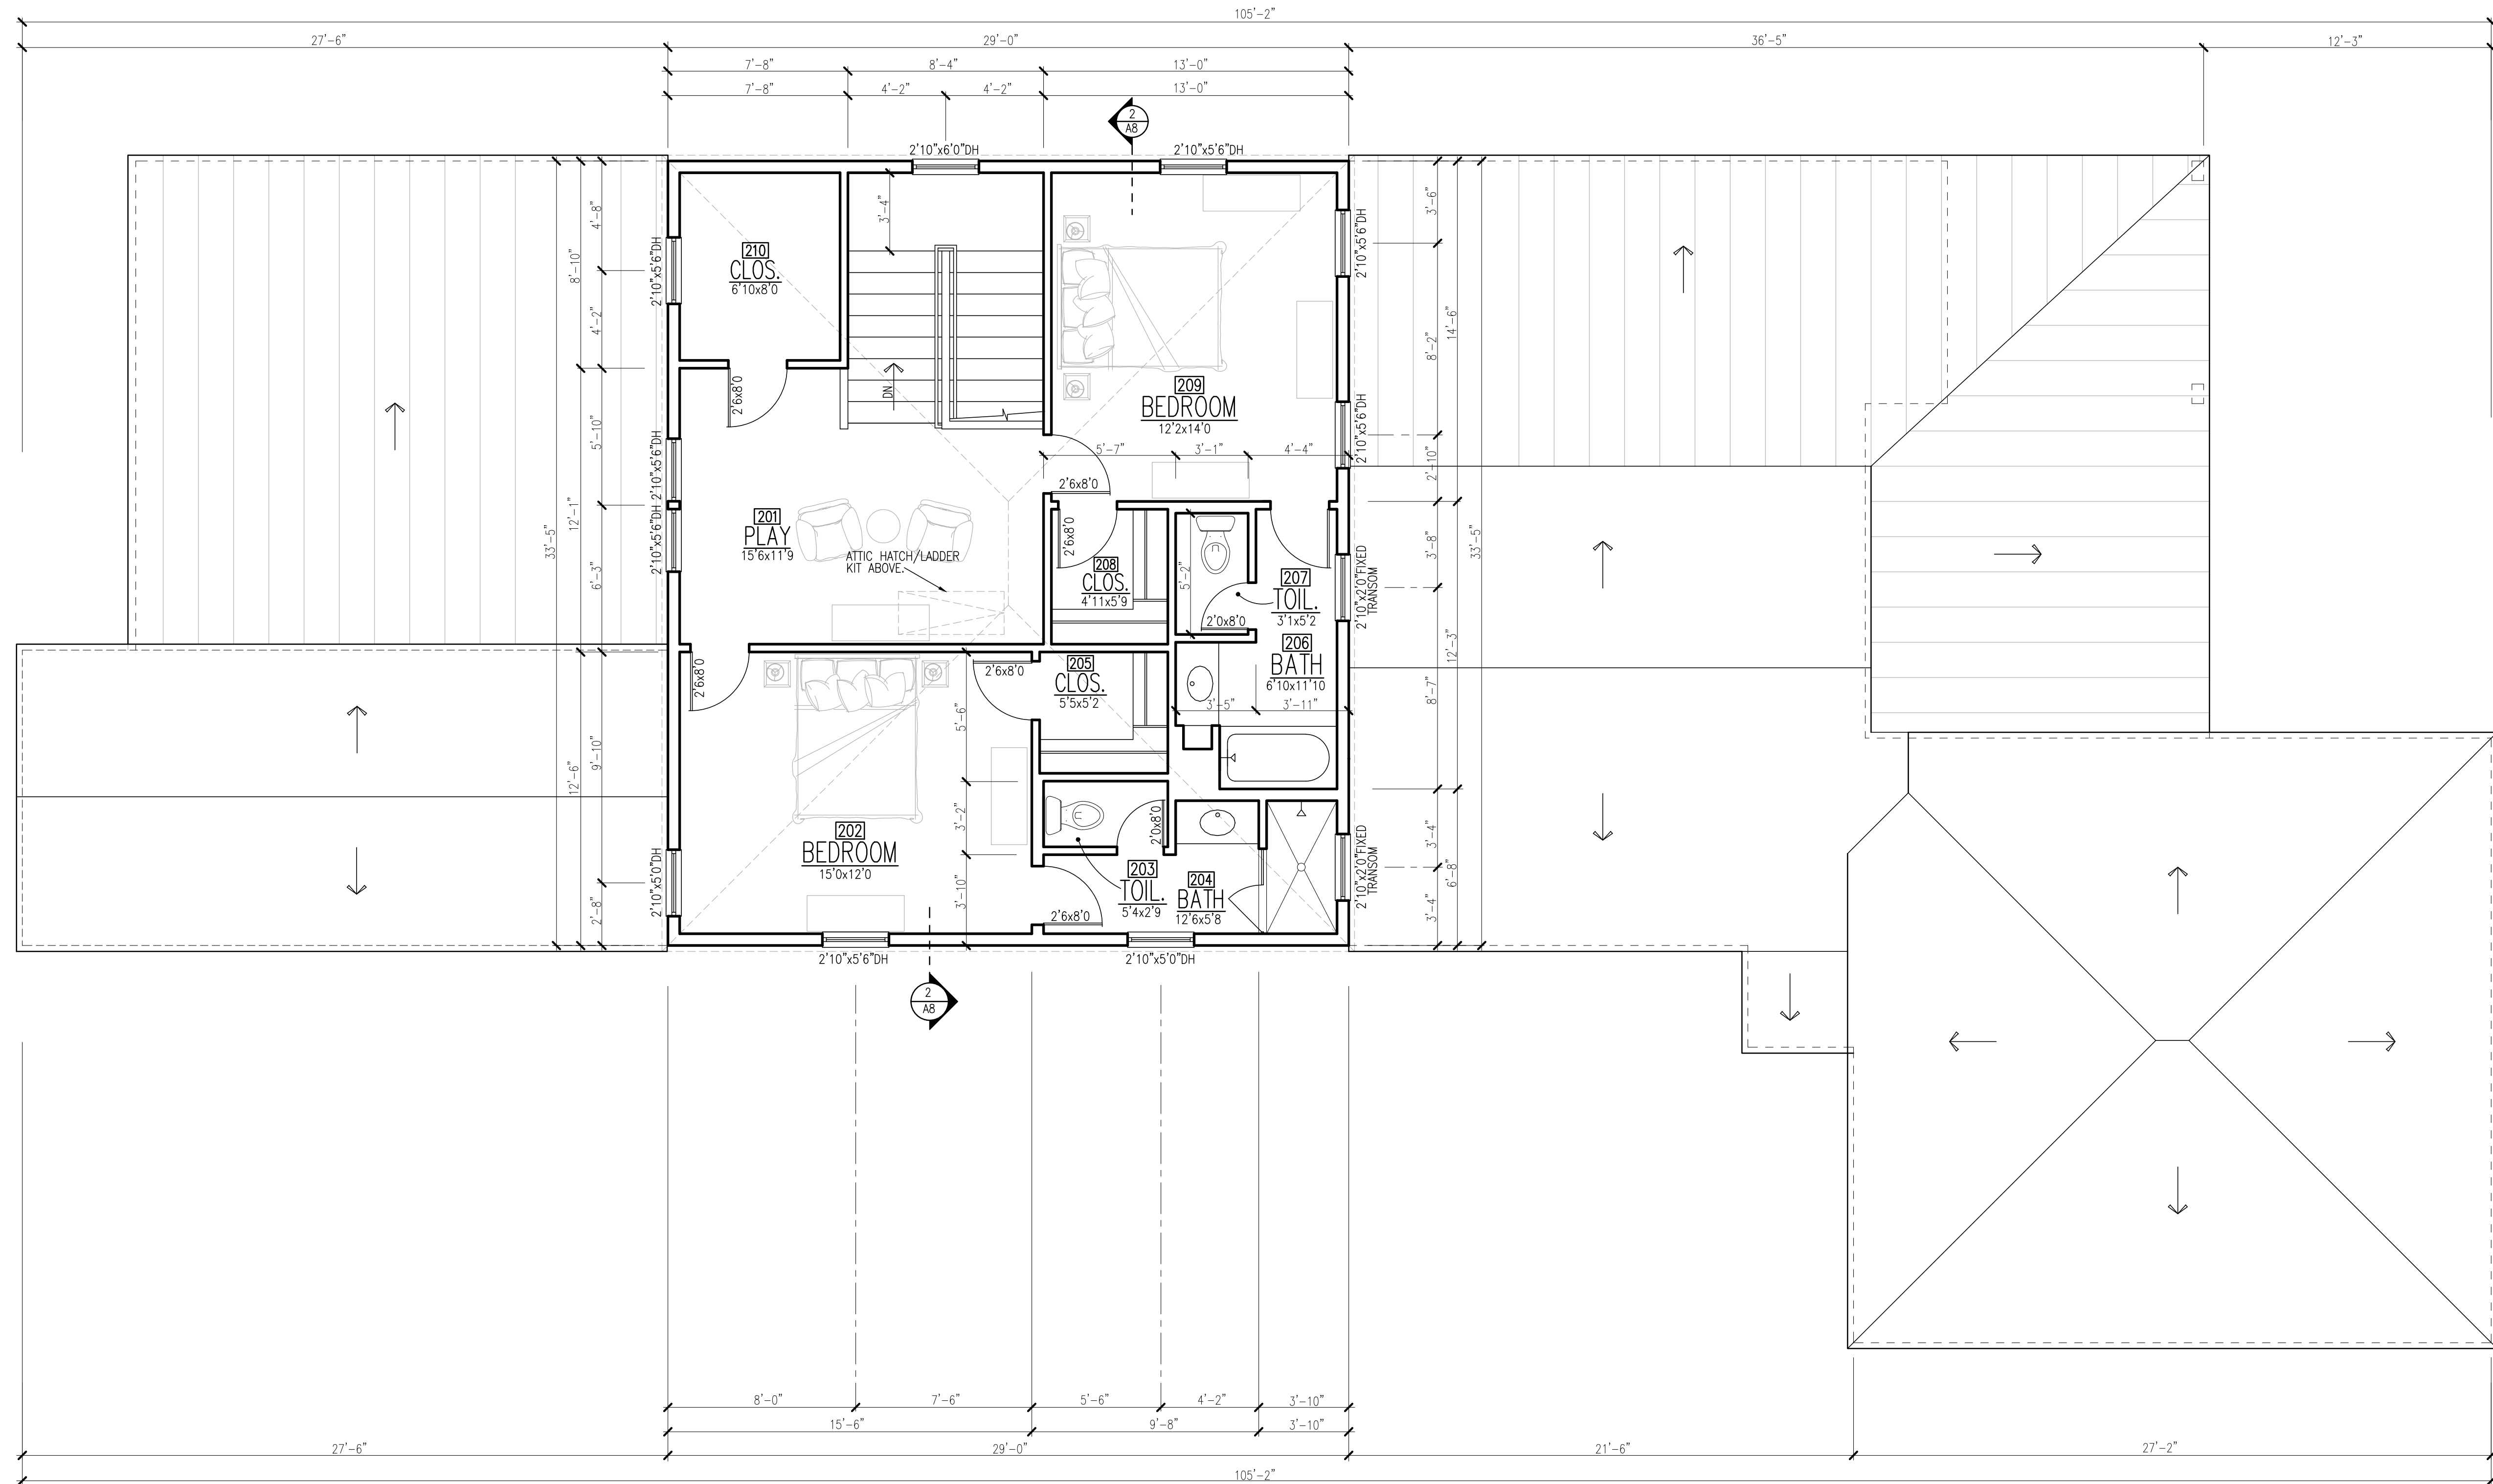 105'-2"
27'-6"
29'-0"
36'-5"
12'-3"
7'-8"
8'-4"
13'-0"
7'-8"
4'-2"
4'-2"
13'-0"
2
A8
2'10"x6'0"DH
2'10"x5'6"DH
3'-4"
4'-8"
8'-10"
4'-2"
2'10"x5'6"DH
210
CLOS.
6'10x8'0
2'10"x5'6"DH
3'-6"
8'-2"
14'-6"
2'6x8'0
DN
209
BEDROOM
12'2x14'0
2'10"x5'6"DH
2'-10"
5'-10"
2'10"x5'6"DH
5'-7"
3'-1"
4'-4"
2'6x8'0
33'-5"
12'-1"
6'-3"
2'10"x5'6"DH
201
PLAY
15'6x11'9
ATTIC HATCH/LADDER
KIT ABOVE.
2'6x8'0
208
CLOS.
4'11x5'9
5'-2"
207
TOIL.
3'1x5'2
2'0x8'0
2'10"x2'0"FIXED
TRANSOM
3'-8"
33'-5"
12'-3"
8'-7"
206
BATH
6'10x11'10
3'-5"
3'-11"
2'6x8'0
2'6x8'0
205
CLOS.
5'5x5'2
5'-6"
9'-10"
12'-6"
2'-8"
2'10"x5'0"DH
202
BEDROOM
15'0x12'0
3'-2"
3'-10"
2'0x8'0
203
TOIL.
5'4x2'9
204
BATH
12'6x5'8
2'6x8'0
2'10"x2'0"FIXED
TRANSOM
3'-4"
6'-8"
3'-4"
2'10"x5'6"DH
2'10"x5'0"DH
2
A8
8'-0"
7'-6"
5'-6"
4'-2"
3'-10"
15'-6"
9'-8"
3'-10"
27'-6"
29'-0"
21'-6"
27'-2"
105'-2"